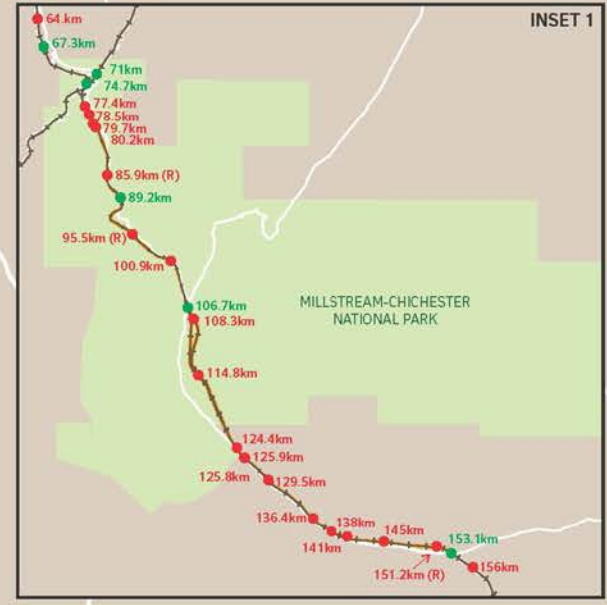 INSET 1
64.km
67.3km
71km
74.7km
77.4km
78.5km
79.7km
80.2km
85.9km (R)
89.2km
95.5km (R)
100.9km
106.7km
108.3km
MILLSTREAM-CHICHESTER
NATIONAL PARK
114.8km
124.4km
125.9km
125.8km
129.5km
136.4km
138km
141km
145km
153.1km
151.2km (R)
156km